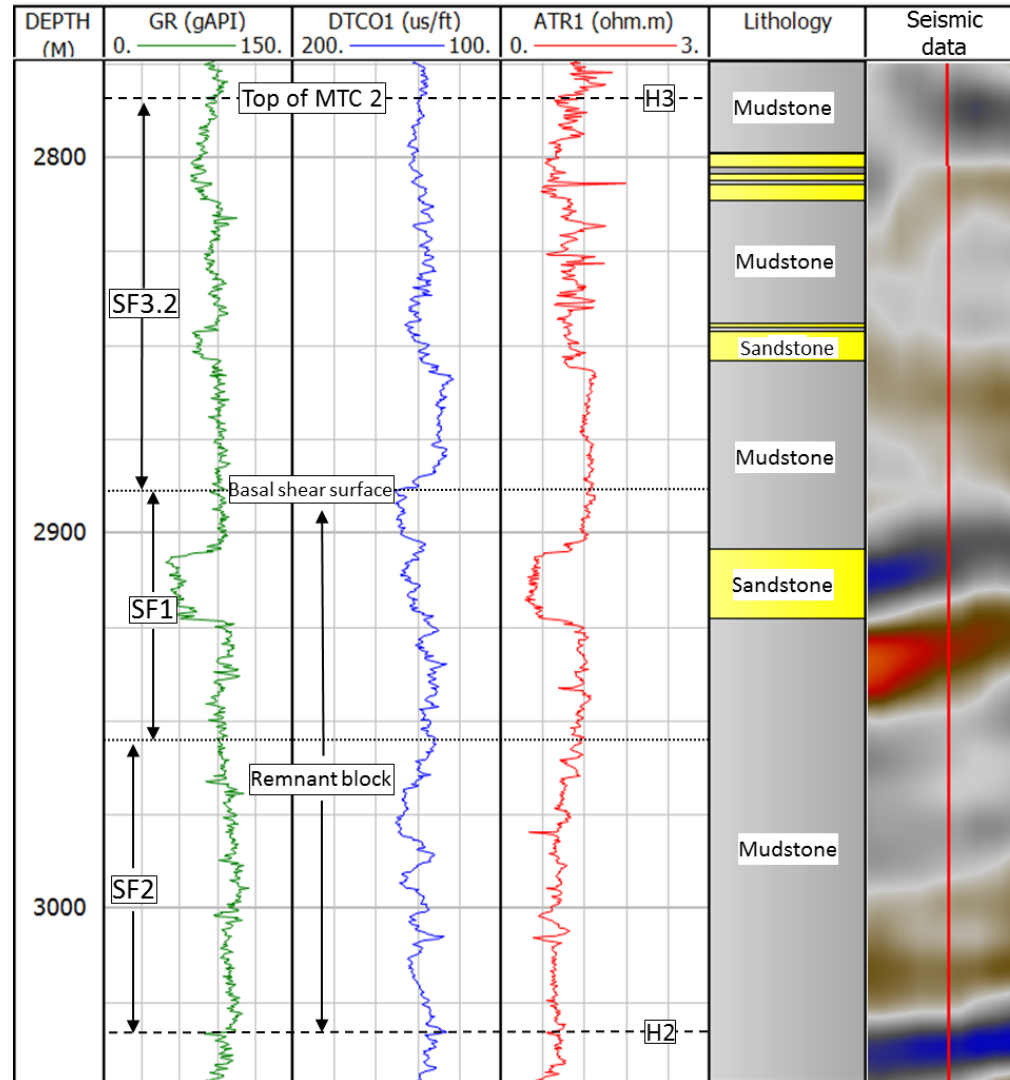 DEPTH
(M)
GR (gAPI)
0. 150.
DTCO1 (us/ft)
200. 100.
ATR1 (ohm.m)
0. 3.
Lithology
Seismic
data
Top of MTC 2
H3
Mudstone
2800
Mudstone
SF3.2
Sandstone
Mudstone
Basal shear surface
2900
Sandstone
SF1
Remnant block
Mudstone
SF2
3000
H2